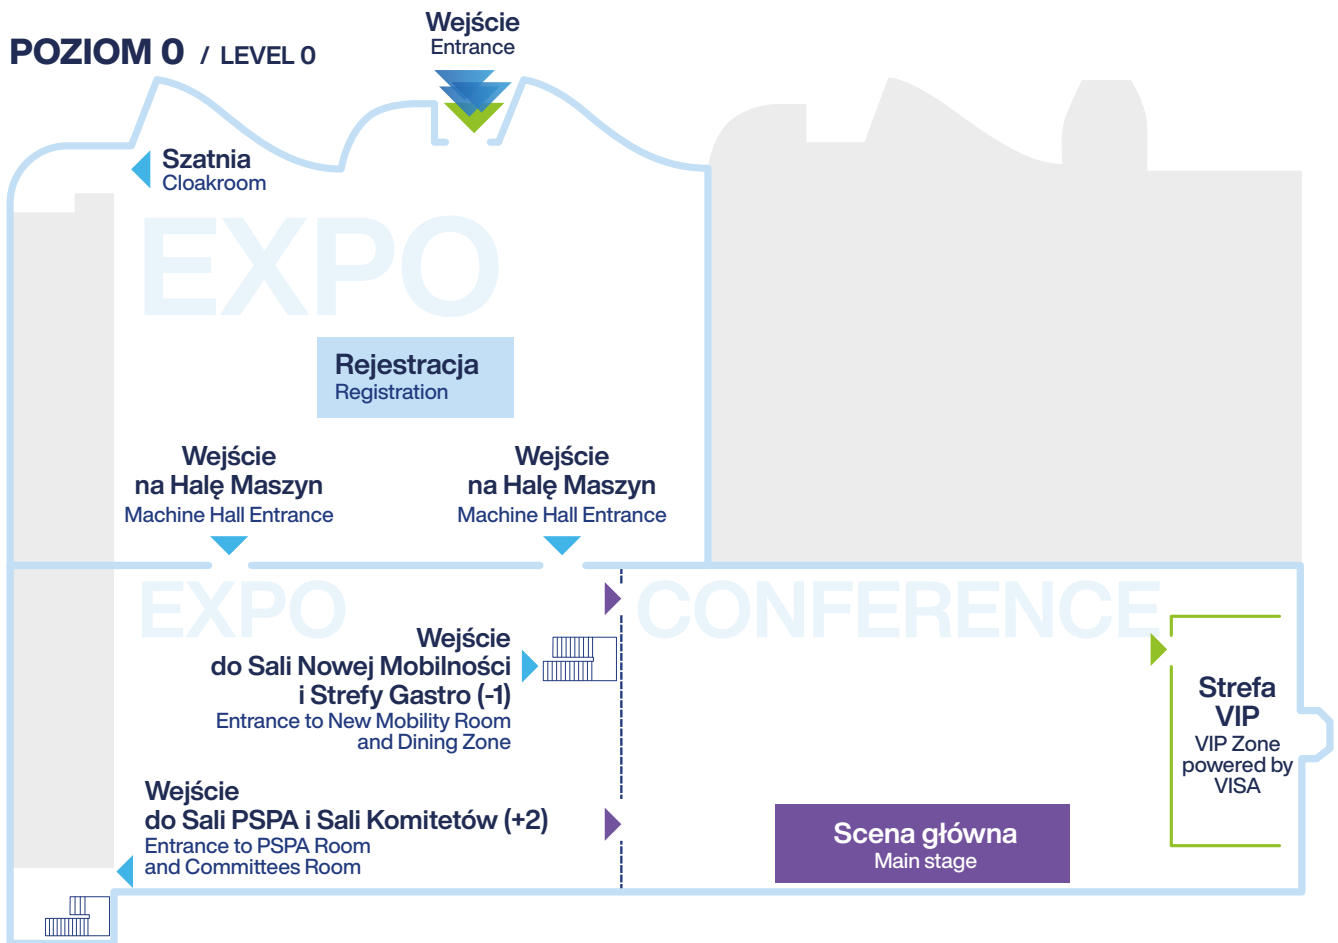 Wejście
Entrance
POZIOM 0 / LEVEL 0
Szatnia
Cloakroom
EXPO
Rejestracja
Registration
Wejście
na Halę Maszyn
Machine Hall Entrance
Wejście
na Halę Maszyn
Machine Hall Entrance
EXPO
CONFERENCE
Wejście
do Sali Nowej Mobilności
i Strefy Gastro (-1)
Entrance to New Mobility Room
and Dining Zone
Strefa
VIP
VIP Zone
powered by
VISA
Wejście
do Sali PSPA i Sali Komitetów (+2)
Entrance to PSPA Room
and Committees Room
Scena główna
Main stage